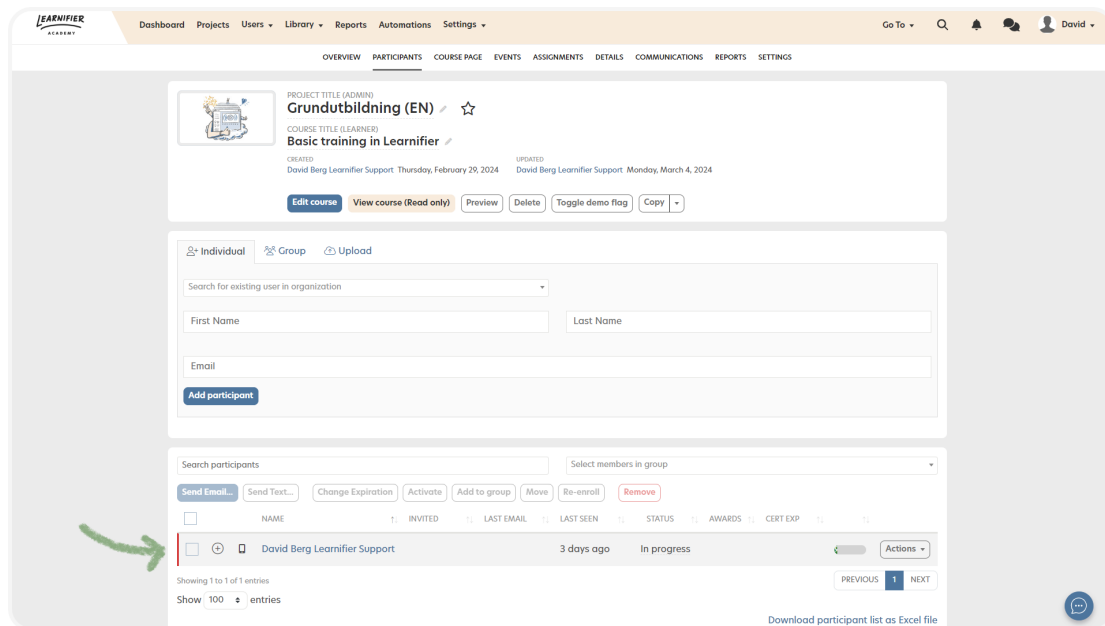 LEARNIFIER
ACADEMY
Dashboard Projects Users Library Reports Automations Settings Go To David
OVERVIEW PARTICIPANTS COURSE PAGE EVENTS ASSIGNMENTS DETAILS COMMUNICATIONS REPORTS SETTINGS
PROJECT TITLE (ADMIN)
Grundutbildning (EN)
COURSE TITLE (LEARNER)
Basic training in Learnifier
CREATED UPDATED
David Berg Learnifier Support Thursday, February 29, 2024 David Berg Learnifier Support Monday, March 4, 2024
Edit course View course (Read only) Preview Delete Toggle demo flag Copy
Individual Group Upload
Search for existing user in organization
First Name Last Name
Email
Add participant
Search participants Select members in group
Send Email... Send Text... Change Expiration Activate Add to group Move Re-enroll Remove
NAME INVITED LAST EMAIL LAST SEEN STATUS AWARDS CERT EXP
David Berg Learnifier Support 3 days ago In progress Actions
Showing 1 to 1 of 1 entries PREVIOUS 1 NEXT
Show 100 entries
Download participant list as Excel file